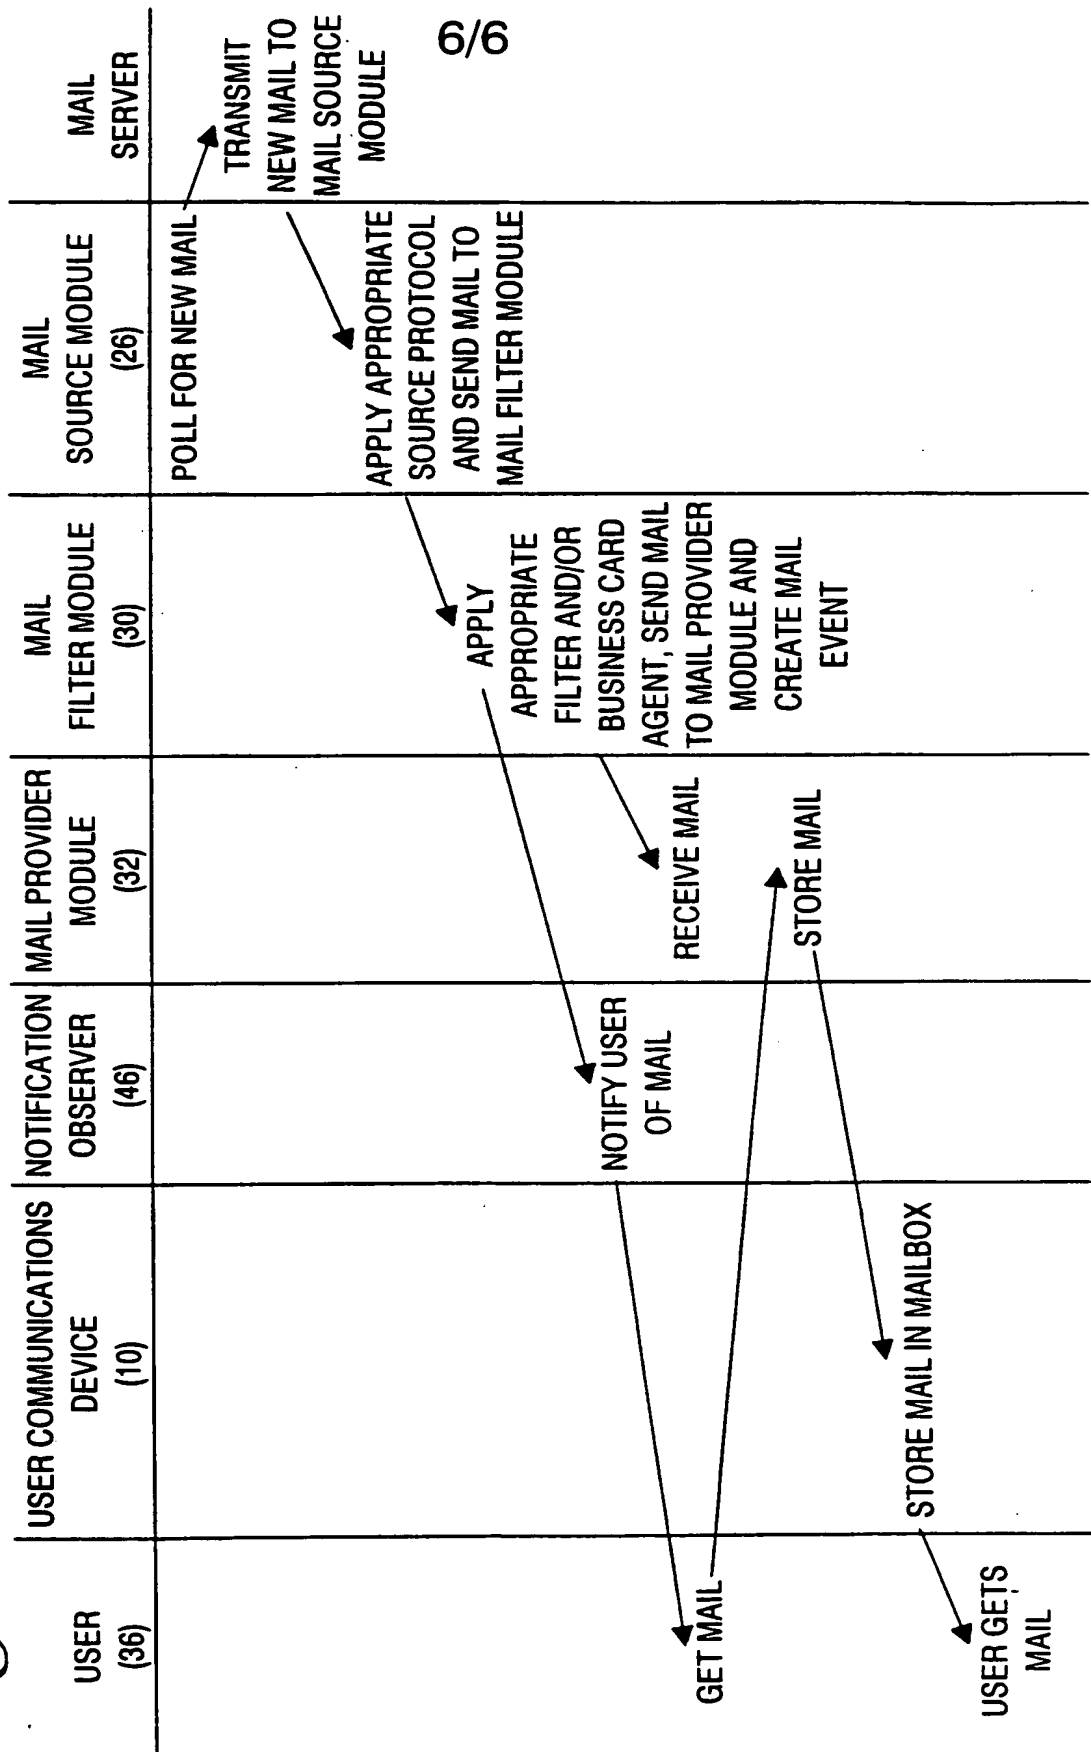 6/6
USER
(36)
USER COMMUNICATIONS
DEVICE
(10)
NOTIFICATION
OBSERVER
(46)
MAIL PROVIDER
MODULE
(32)
MAIL
FILTER MODULE
(30)
MAIL
SOURCE MODULE
(26)
MAIL
SERVER
POLL FOR NEW MAIL
TRANSMIT
NEW MAIL TO
MAIL SOURCE
MODULE
APPLY APPROPRIATE
SOURCE PROTOCOL
AND SEND MAIL TO
MAIL FILTER MODULE
APPLY
APPROPRIATE
FILTER AND/OR
BUSINESS CARD
AGENT, SEND MAIL
TO MAIL PROVIDER
MODULE AND
CREATE MAIL
EVENT
NOTIFY USER
OF MAIL
RECEIVE MAIL
GET MAIL
STORE MAIL
STORE MAIL IN MAILBOX
USER GETS
MAIL